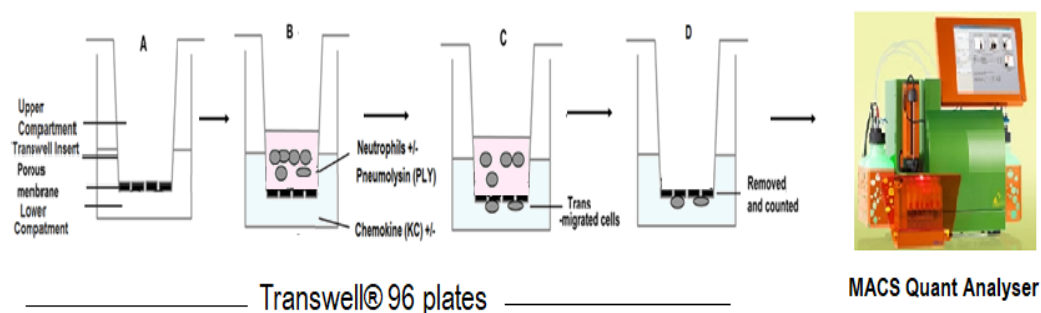 A
B
C
D
Upper
Compartment
Transwell Insert
Porous
menbrane
Lower
Compatment
Neutrophils +/-
Pneumolysin (PLY)
Chemokine (KC) +/-
Trans
-migrated cells
Removed
and counted
Transwell® 96 plates
MACS Quant Analyser